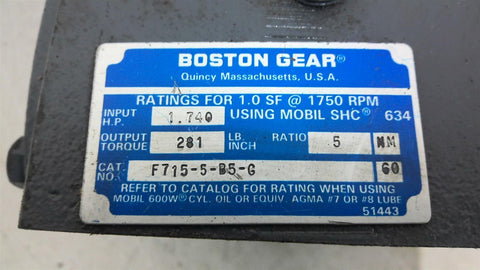 BOSTON GEAR®
Quincy Massachusetts, U.S.A.
RATINGS FOR 1.0 SF @ 1750 RPM
INPUT H.P. 1.740 USING MOBIL SHC® 634
OUTPUT TORQUE 281 LB. INCH RATIO 5 NM
CAT. NO. F715-5-B5-G 60
REFER TO CATALOG FOR RATING WHEN USING
MOBIL 600W® CYL. OIL OR EQUIV. AGMA #7 OR #8 LUBE
51443